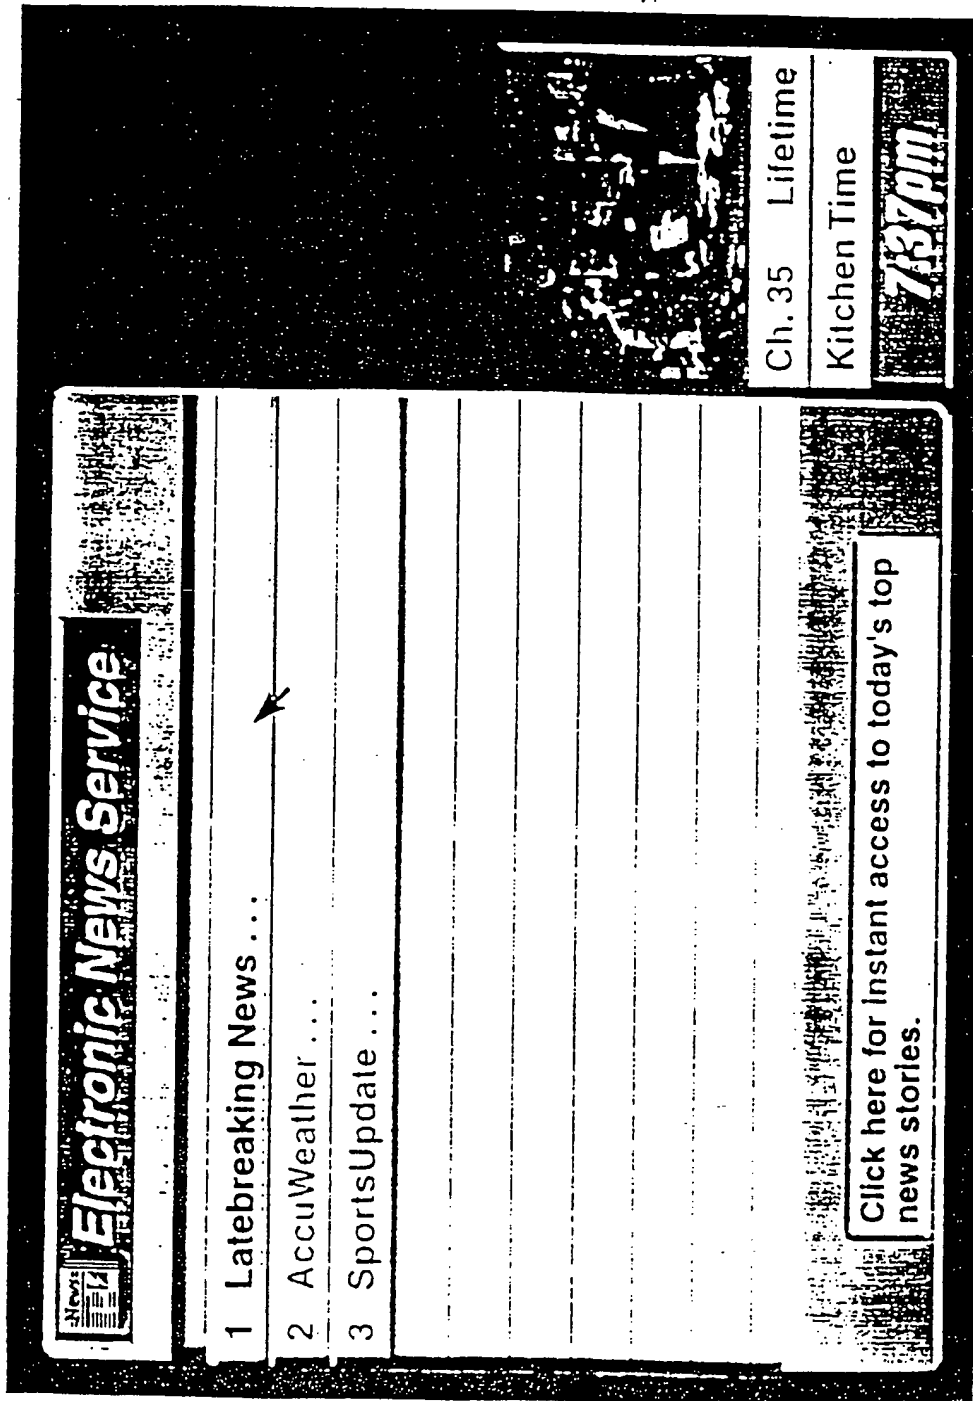 News
Electronic News Service
1 Latebreaking News...
2 AccuWeather...
3 SportsUpdate...
Click here for instant access to today's top
news stories.
Ch. 35 Lifetime
Kitchen Time
7:37pm